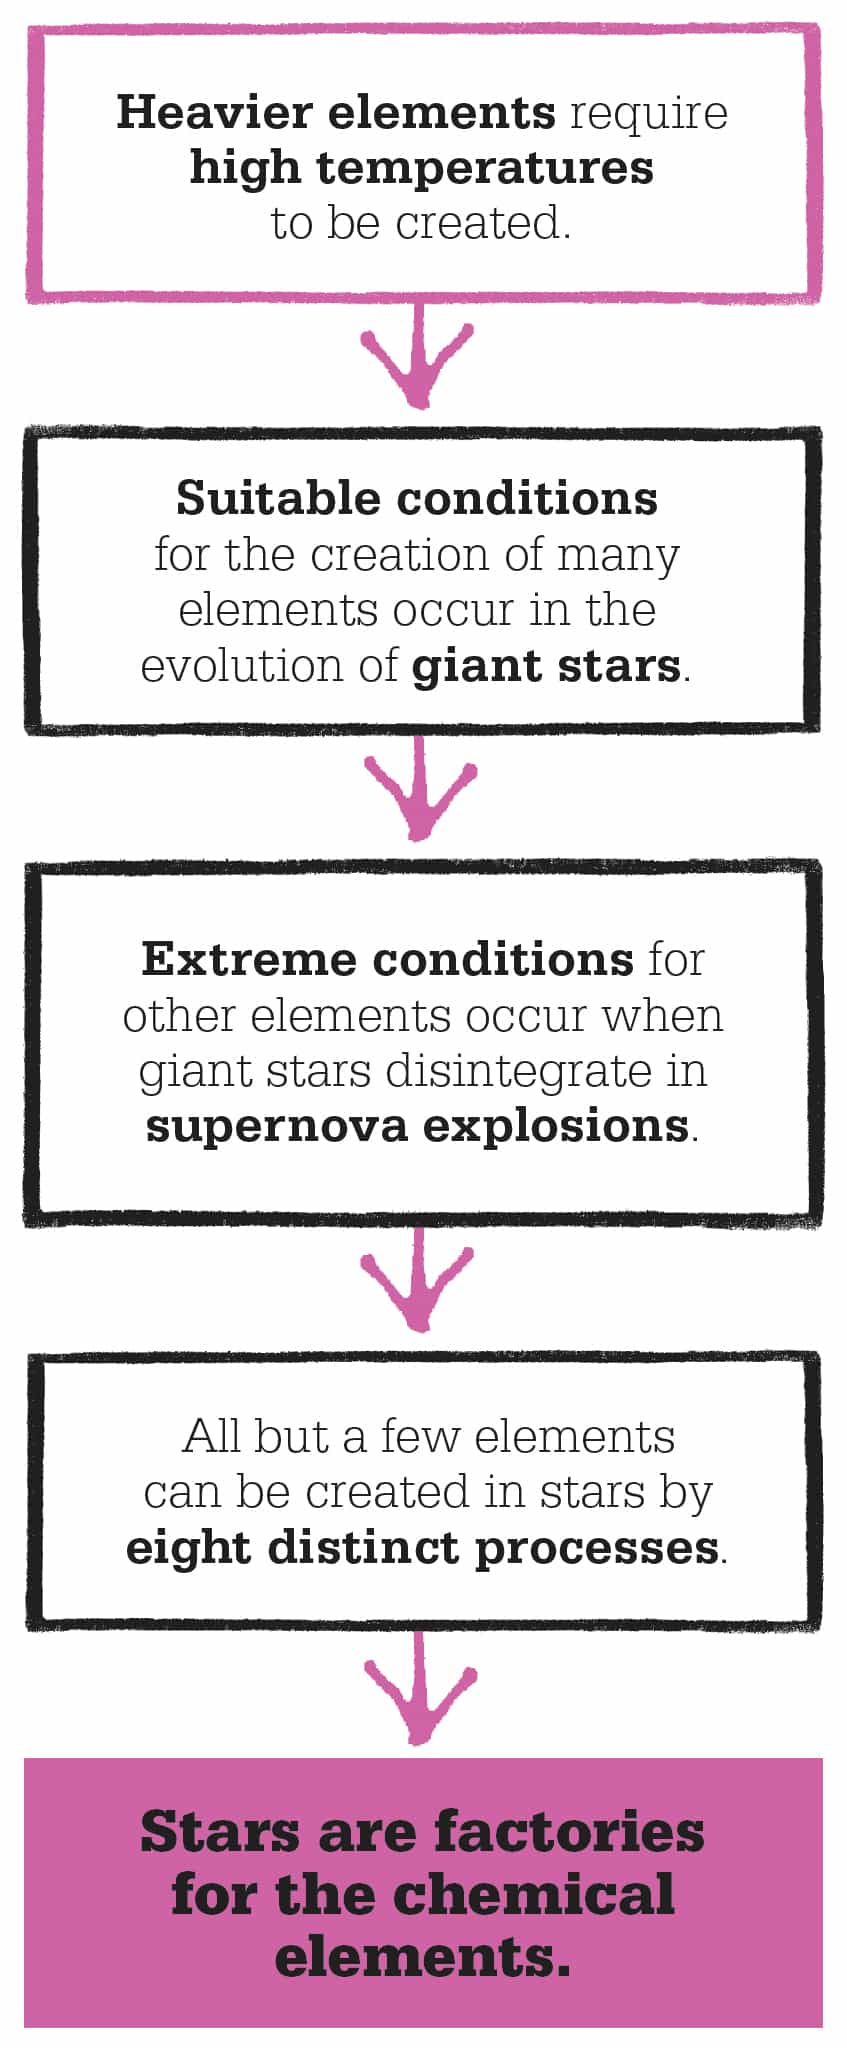 Heavier elements require
high temperatures
to be created.
Suitable conditions
for the creation of many
elements occur in the
evolution of giant stars.
Extreme conditions for
other elements occur when
giant stars disintegrate in
supernova explosions.
All but a few elements
can be created in stars by
eight distinct processes.
Stars are factories
for the chemical
elements.